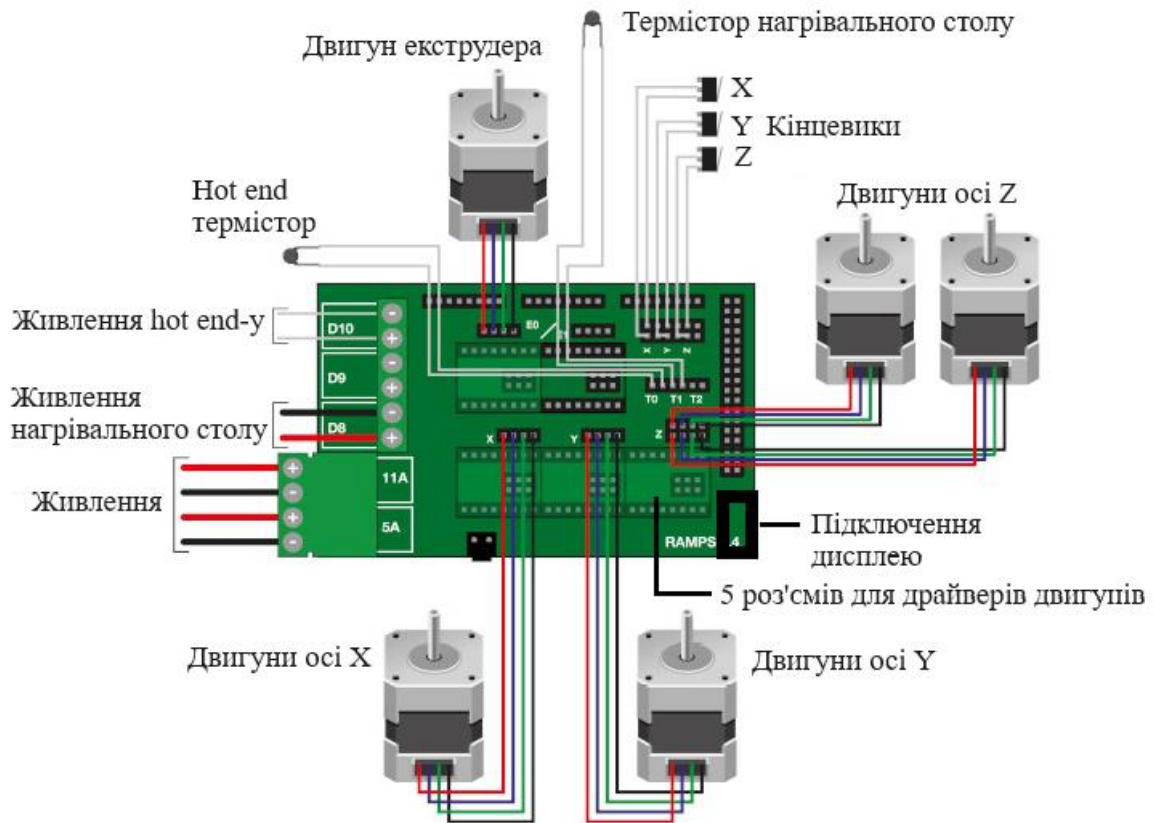 Термістор нагрівального столу
Двигун екструдера
X
Y Кінцевики
Z
Hot end
термістор
Двигуни осі Z
Живлення hot end-у
D10
E0
X
Y
Z
D9
T0 T1 T2
Живлення
нагрівального столу
D8
X
Y
Z
Живлення
11A
5A
RAMPS
.4
Підключення
дисплею
5 роз'смів для драйверів двигупів
Двигуни осі X
Двигуни осі Y